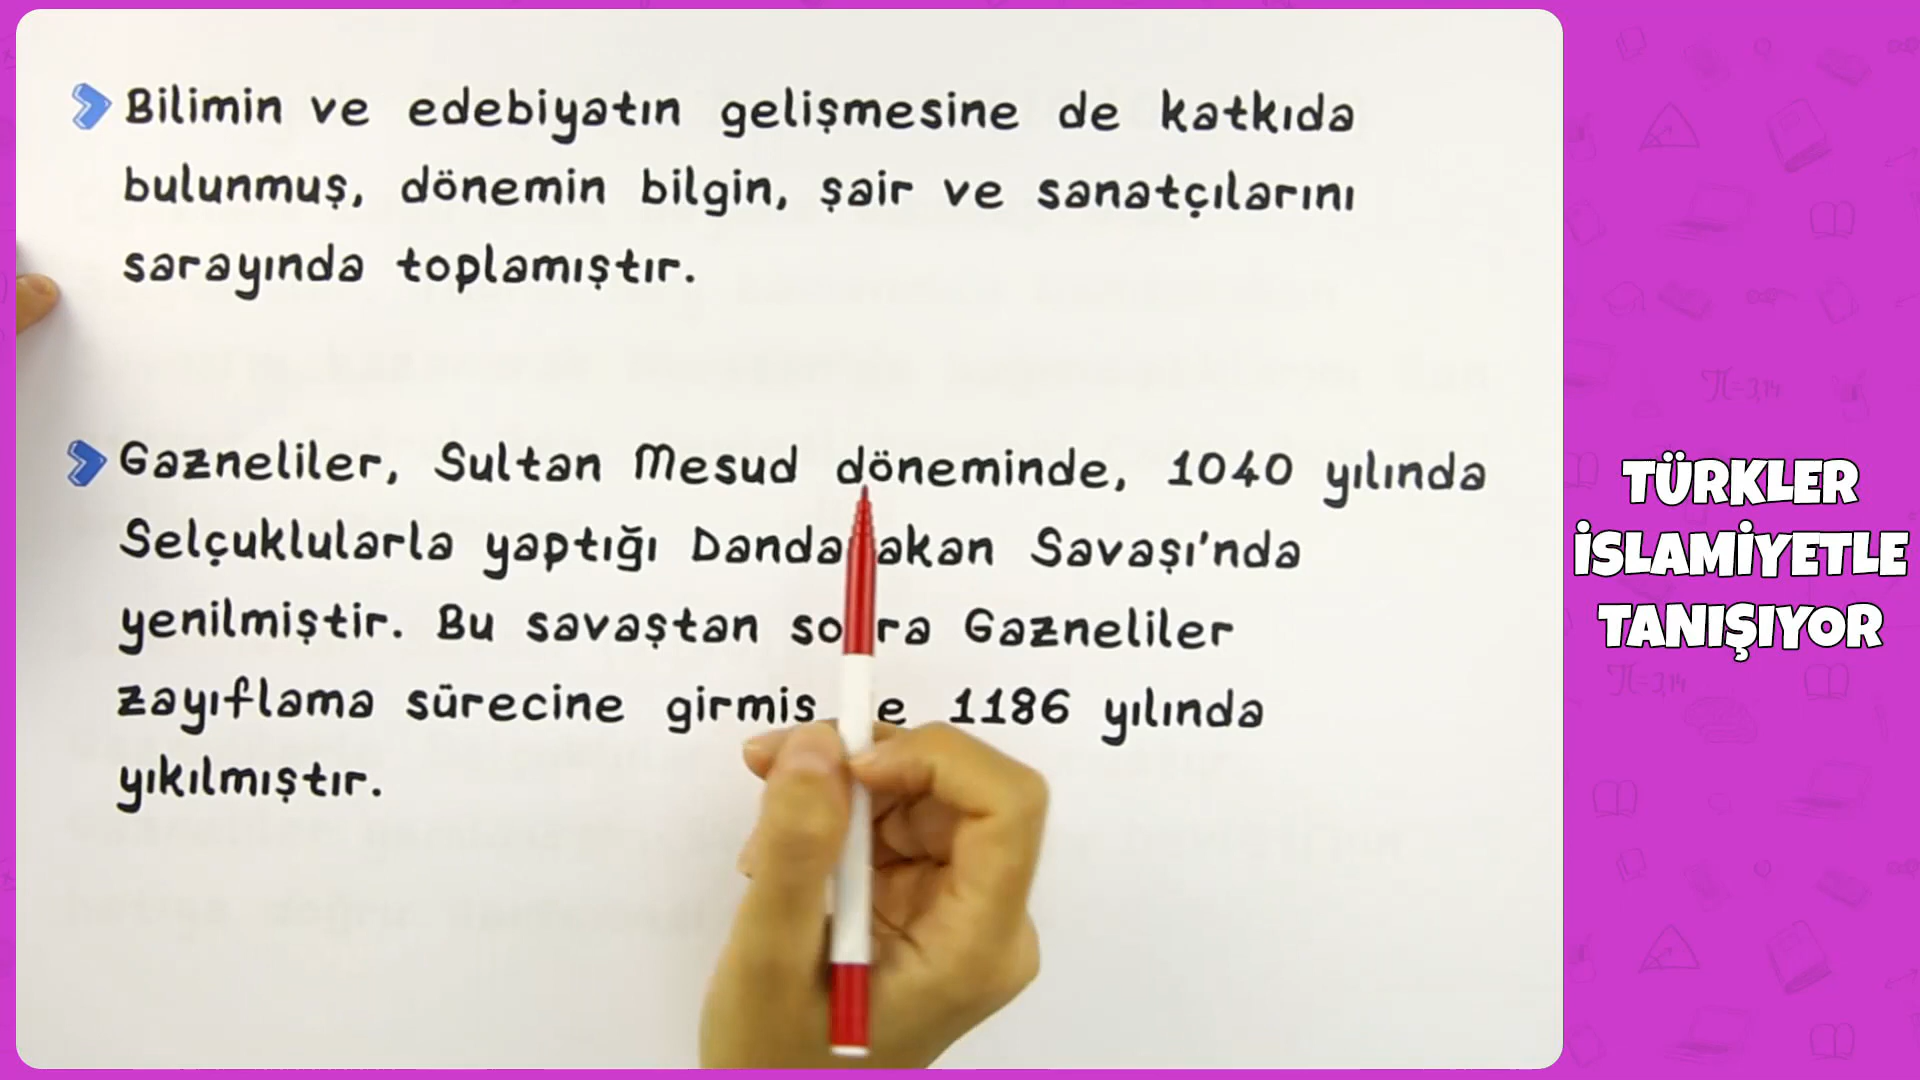 Bilimin ve edebiyatın gelişmesine de katkıda
bulunmuş, dönemin bilgin, şair ve sanatçılarını
sarayında toplamıştır.
Gazneliler, Sultan Mesud döneminde, 1040 yılında
Selçuklularla yaptığı Savaşı'nda
yenilmiştir. Bu savaştan Gazneliler
zayıflama sürecine 1186 yılında
yıkılmıştır.
TÜRKLER
İSLAMİYETLE
TANIŞIYOR